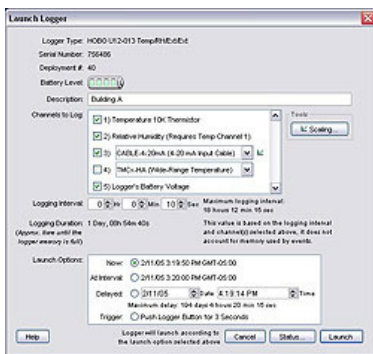 Launch Logger
Logger Type: HOBO U12-013 Temp/RH/Ext/Ext
Serial Number: 756486
Deployment #: 40
Battery Level:
Description: Building A
Channels to Log: 1) Temperature 10K Thermistor
Tools
2) Relative Humidity (Requires Temp Channel 1)
Scaling...
3) CABLE-4-20mA (4-20 mA Input Cable)
4) TMCx-HA (Wide-Range Temperature)
5) Logger's Battery Voltage
Logging Interval: 0 Hr 0 Min 10 Sec Maximum logging interval:
18 hours 12 min 15 sec
Logging Duration: 1 Day, 08h 54m 40s This value is based on the logging interval
(Approx. time until the and channel(s) selected above, it does not
logger memory is full) account for memory used by events.
Launch Options: Now: 2/11/05 3:19:50 PM GMT-05:00
At Interval: 2/11/05 3:20:00 PM GMT-05:00
Delayed: 2/11/05 Date 4:19:14 PM Time
Maximum delay: 194 days 6 hours 20 min 15 sec
Trigger: Push Logger Button for 3 Seconds
Help... Logger will launch according to
the launch option selected above Cancel Status... Launch